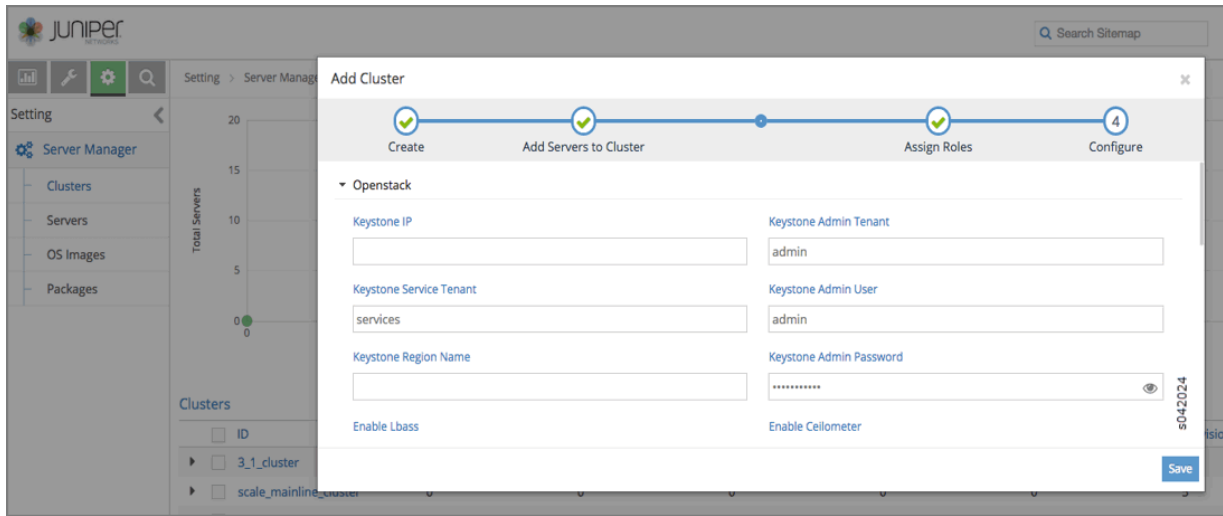 JUNIPER
NETWORKS
Search Sitemap
Setting > Server Manage
Add Cluster
×
Setting
Server Manager
Clusters
Servers
OS Images
Packages
Total Servers
20
15
10
5
0
0
4
Create
Add Servers to Cluster
Assign Roles
Configure
Openstack
Keystone IP
Keystone Admin Tenant
admin
Keystone Service Tenant
Keystone Admin User
services
admin
Keystone Region Name
Keystone Admin Password
•••••••••••
Enable Lbass
Enable Ceilometer
s042024
Save
Clusters
ID
3_1_cluster
scale_mainline_cluster